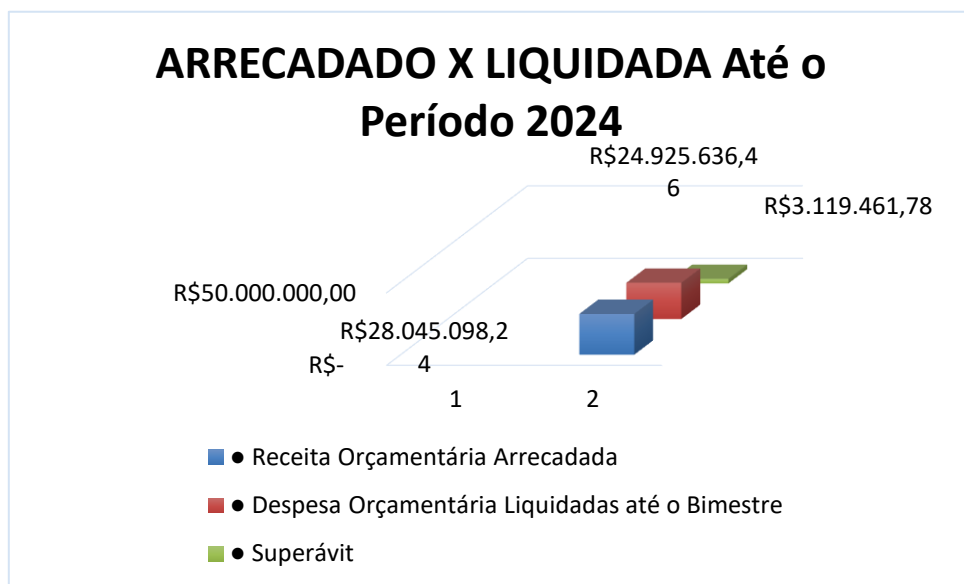 ARRECADADO X LIQUIDADA Até o
Período 2024
R$24.925.636,4
6
R$3.119.461,78
R$50.000.000,00
R$28.045.098,2
4
R$-
1 2
● Receita Orçamentária Arrecadada
● Despesa Orçamentária Liquidadas até o Bimestre
● Superávit